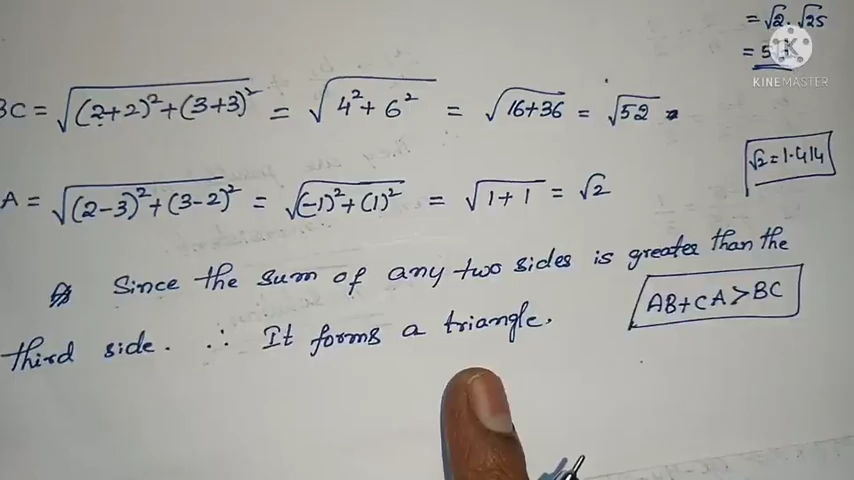 = √2 . √25
= 5
KINEMASTER
BC = √(2+2)²+(3+3)² = √4²+6² = √16+36 = √52
√2 = 1.414
A = √(2-3)²+(3-2)² = √(-1)²+(1)² = √1+1 = √2
Since the sum of any two sides is greater than the
third side. ∴ It forms a triangle.
AB+CA>BC